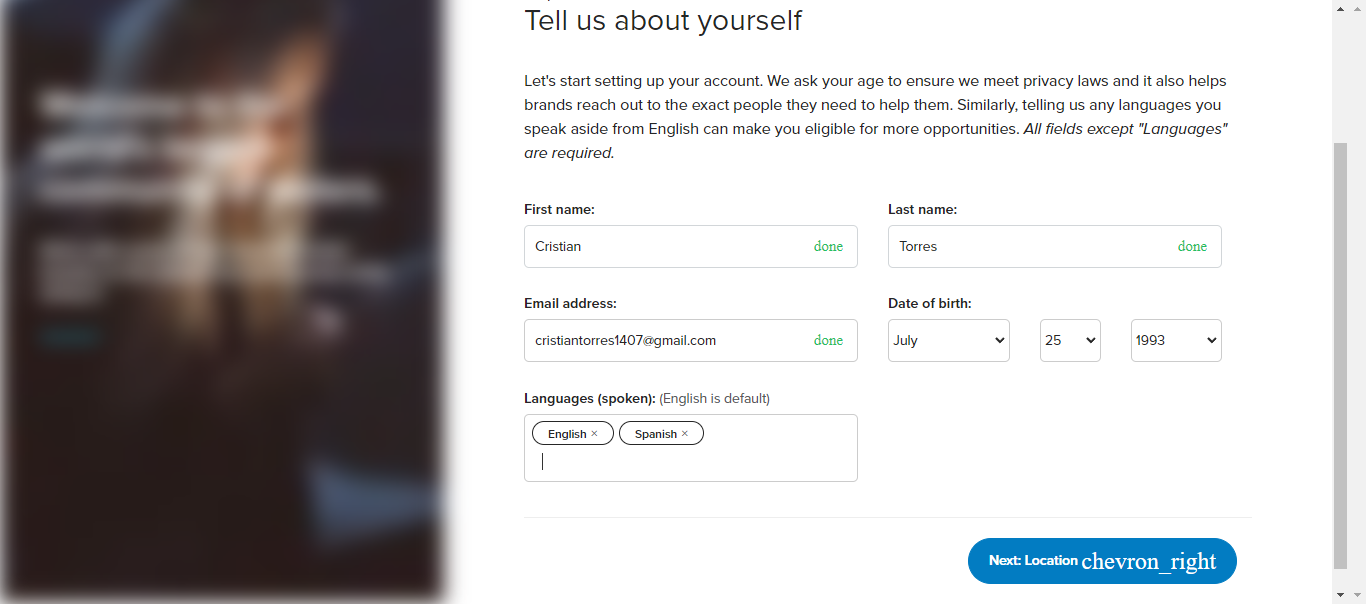 Tell us about yourself
Let's start setting up your account. We ask your age to ensure we meet privacy laws and it also helps
brands reach out to the exact people they need to help them. Similarly, telling us any languages you
speak aside from English can make you eligible for more opportunities. All fields except "Languages"
are required.
First name:
Last name:
Cristian done
Torres done
Email address:
Date of birth:
cristiantorres1407@gmail.com done
July 25 1993
Languages (spoken): (English is default)
English × Spanish ×
Next: Location chevron_right